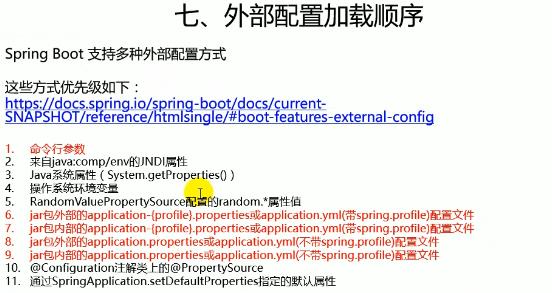 七、外部配置加载顺序
Spring Boot 支持多种外部配置方式
这些方式优先级如下：
https://docs.spring.io/spring-boot/docs/current-
SNAPSHOT/reference/htmlsingle/#boot-features-external-config
1. 命令行参数
2. 来自java:comp/env的JNDI属性
3. Java系统属性（System.getProperties()）
4. 操作系统环境变量
5. RandomValuePropertySource配置的random.*属性值
6. jar包外部的application-{profile}.properties或application.yml(带spring.profile)配置文件
7. jar包内部的application-{profile}.properties或application.yml(带spring.profile)配置文件
8. jar包外部的application.properties或application.yml(不带spring.profile)配置文件
9. jar包内部的application.properties或application.yml(不带spring.profile)配置文件
10. @Configuration注解类上的@PropertySource
11. 通过SpringApplication.setDefaultProperties指定的默认属性